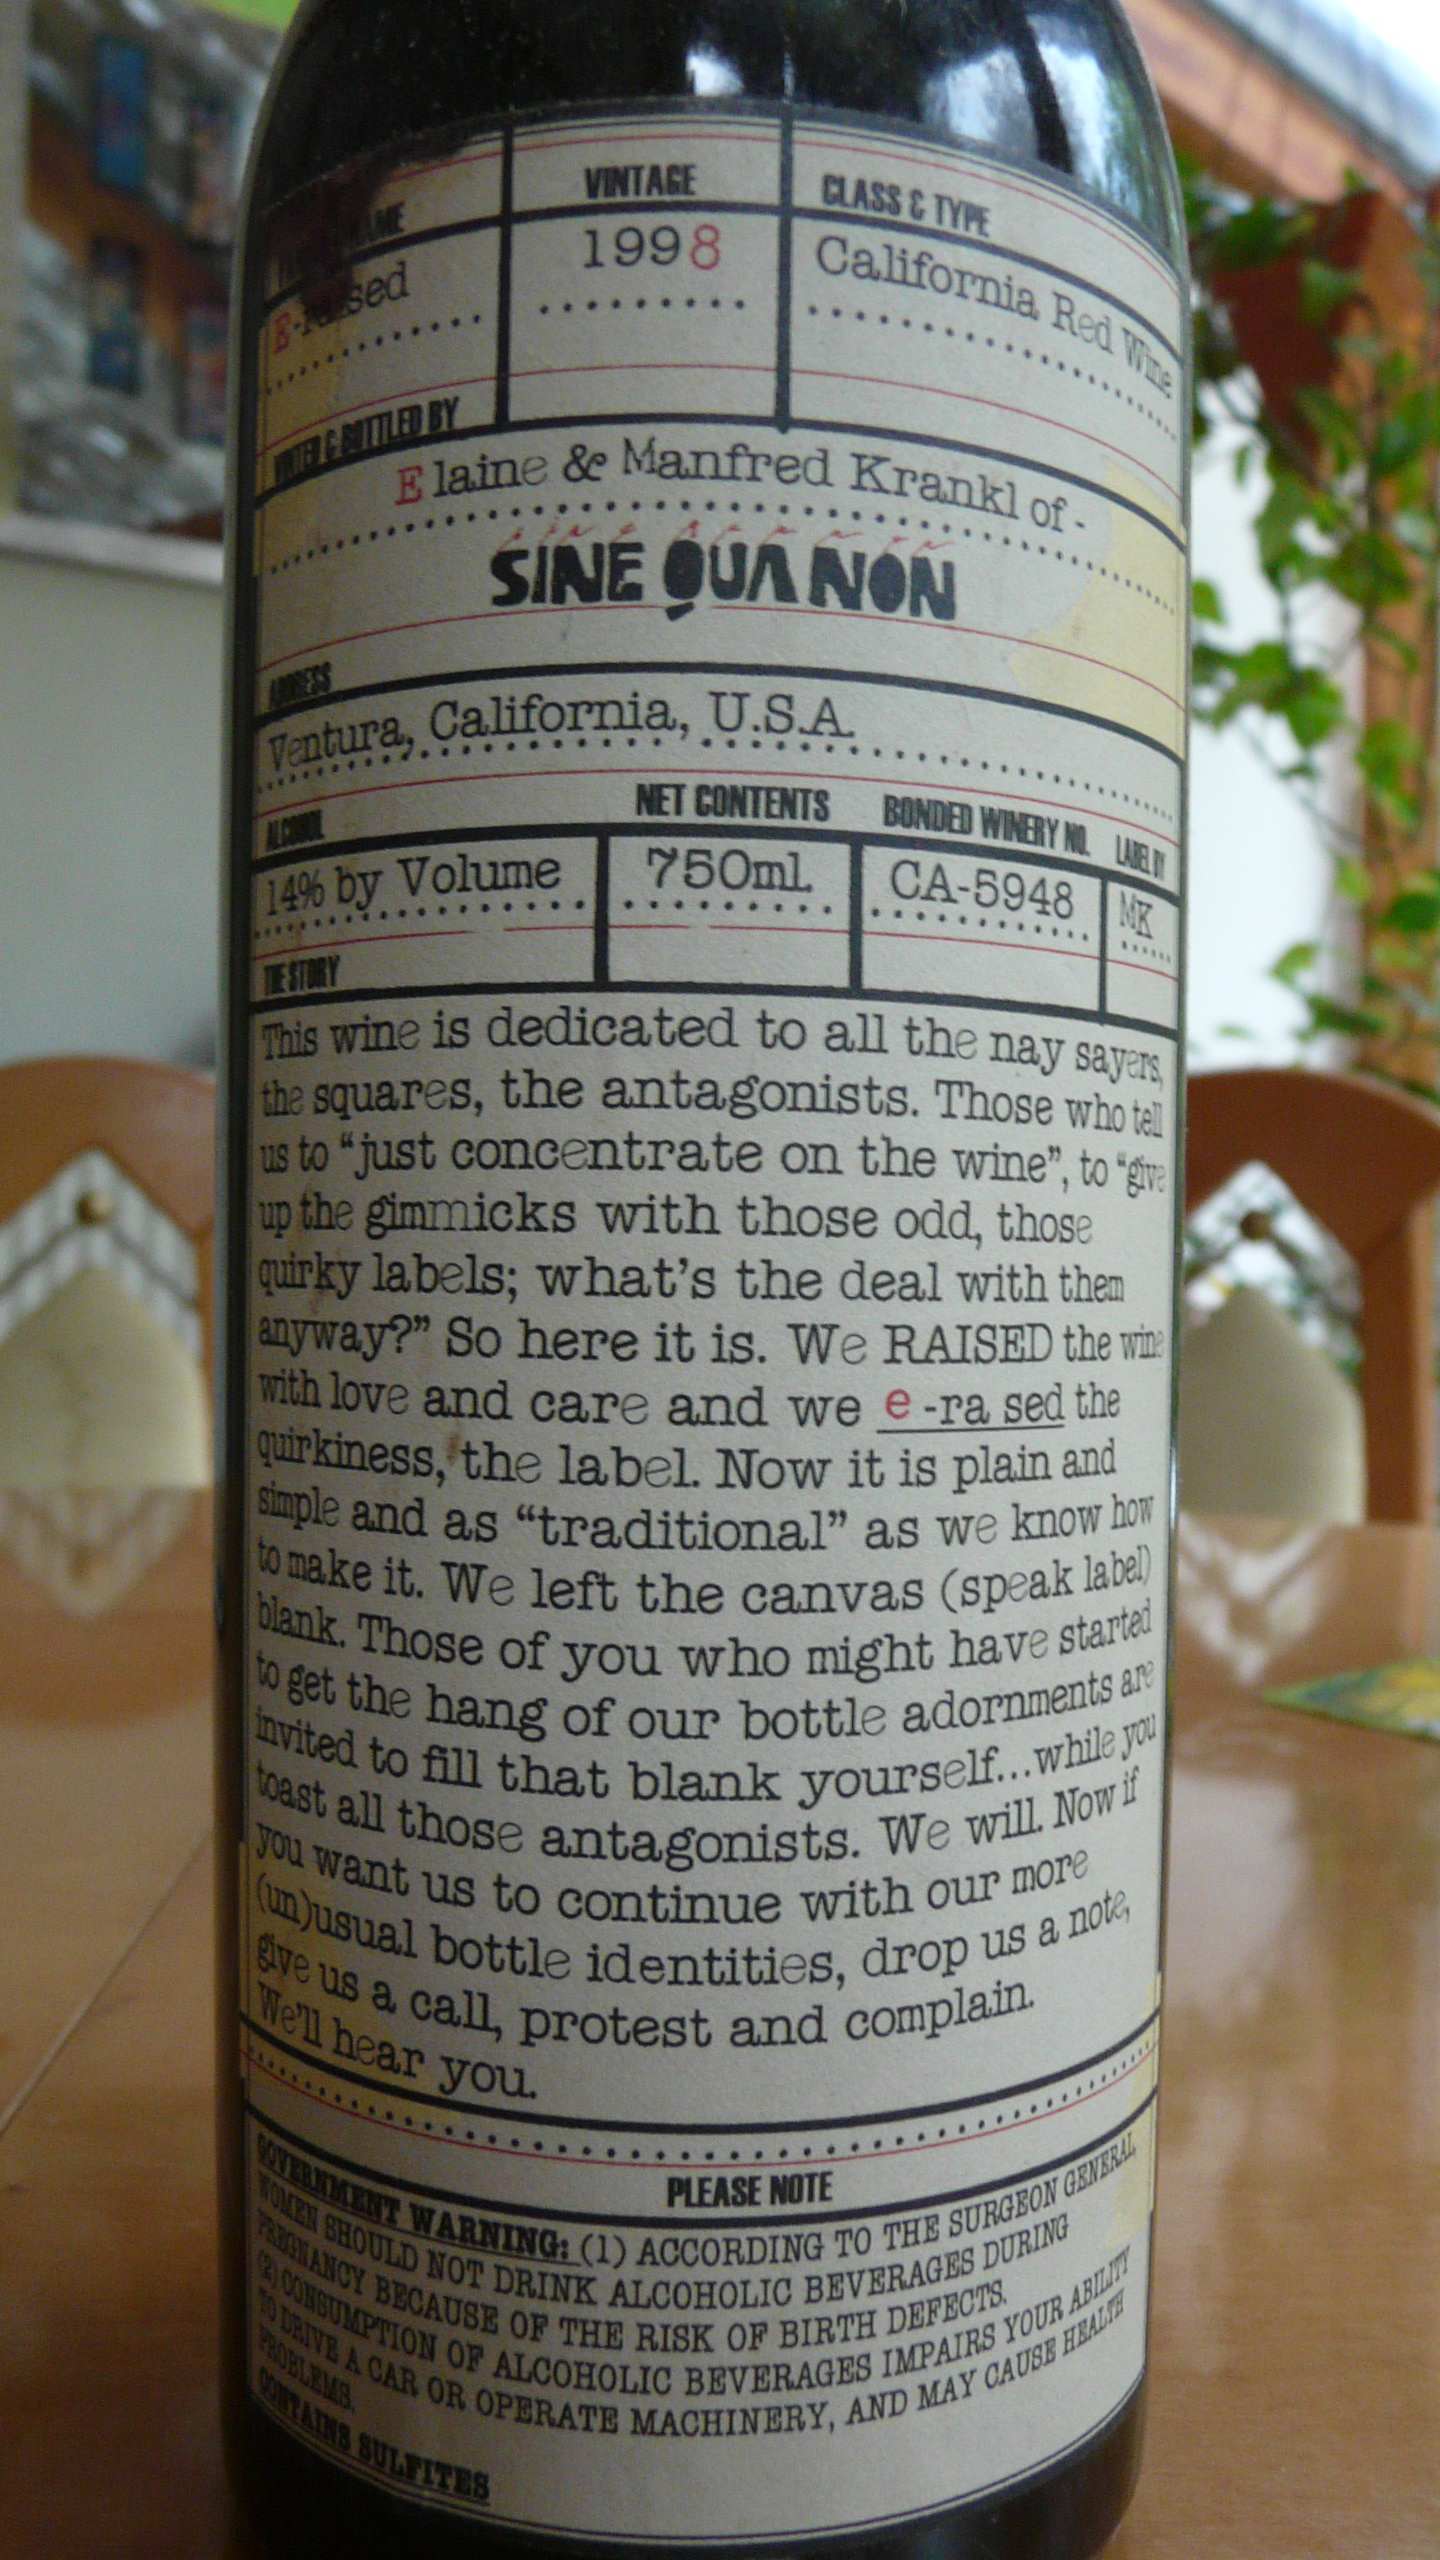 NAME VINTAGE CLASS & TYPE
E-raised 1998 California Red Wine
& BOTTLED BY
Elaine & Manfred Krankl of -
SINE QUA NON
ADDRESS
Ventura, California, U.S.A.
ALCOHOL NET CONTENTS BONDED WINERY NO. LABEL BY
14% by Volume 750ml. CA-5948 MK
THE STORY
This wine is dedicated to all the nay sayers,
the squares, the antagonists. Those who tell
us to “just concentrate on the wine”, to “give
up the gimmicks with those odd, those
quirky labels; what’s the deal with them
anyway?” So here it is. We RAISED the wine
with love and care and we e -ra sed the
quirkiness, the label. Now it is plain and
simple and as “traditional” as we know how
to make it. We left the canvas (speak label)
blank. Those of you who might have started
to get the hang of our bottle adornments are
invited to fill that blank yourself...while you
toast all those antagonists. We will. Now if
you want us to continue with our more
(un)usual bottle identities, drop us a note,
give us a call, protest and complain.
We’ll hear you.
PLEASE NOTE
GOVERNMENT WARNING: (1) ACCORDING TO THE SURGEON GENERAL,
WOMEN SHOULD NOT DRINK ALCOHOLIC BEVERAGES DURING
PREGNANCY BECAUSE OF THE RISK OF BIRTH DEFECTS.
(2) CONSUMPTION OF ALCOHOLIC BEVERAGES IMPAIRS YOUR ABILITY
TO DRIVE A CAR OR OPERATE MACHINERY, AND MAY CAUSE HEALTH
PROBLEMS.
CONTAINS SULFITES